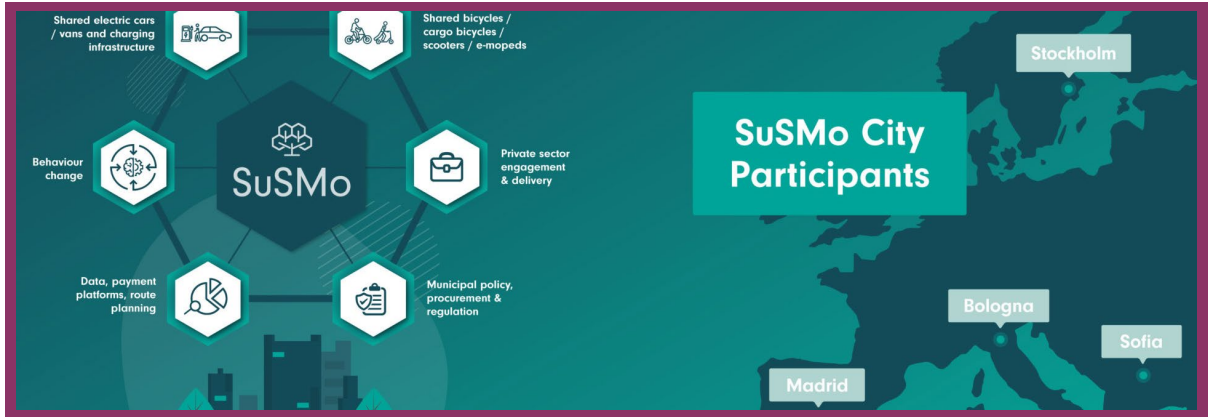 Shared electric cars
/ vans and charging
infrastructure
Shared bicycles /
cargo bicycles /
scooters / e-mopeds
Behaviour
change
SuSMo
Private sector
engagement
& delivery
Data, payment
platforms, route
planning
Municipal policy,
procurement &
regulation
SuSMo City
Participants
Stockholm
Bologna
Sofia
Madrid